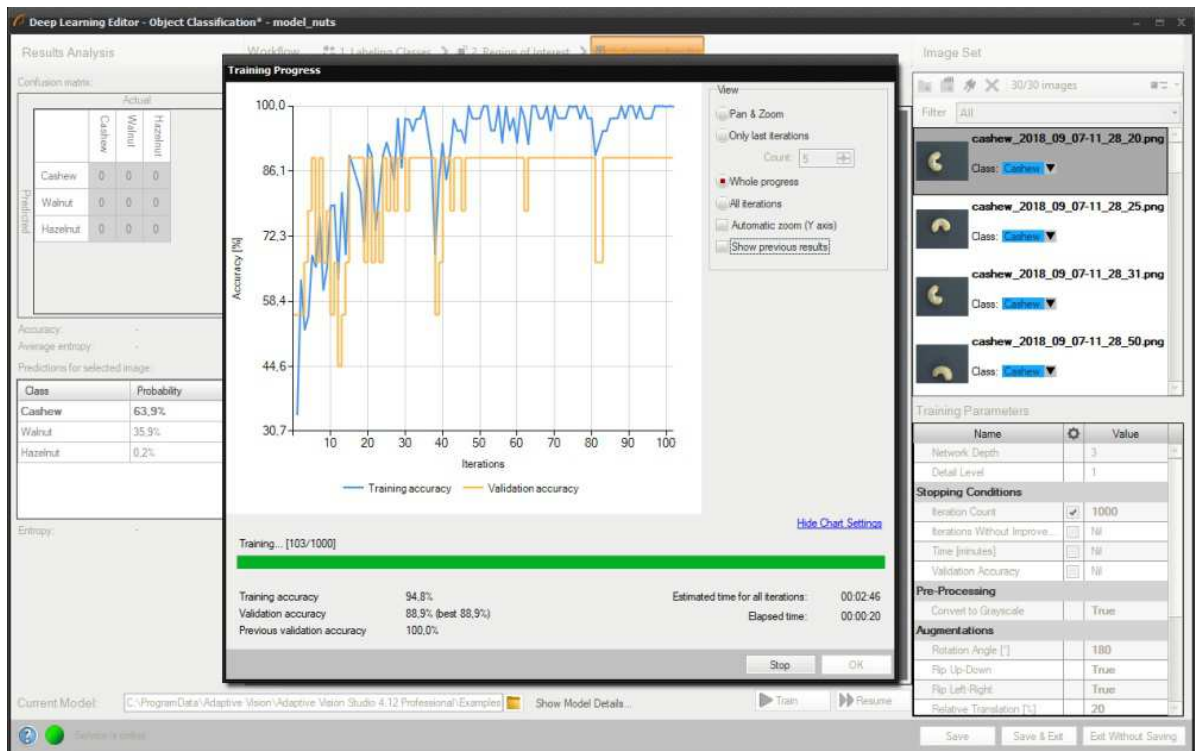 Deep Learning Editor - Object Classification* - model_nuts
Results Analysis
Workflow 1. Labeling Classes 2. Region of Interest
Image Set
Training Progress
Confusion matrix:
Actual
Cashew Walnut Hazelnut
Predicted
Cashew 0 0 0
Walnut 0 0 0
Hazelnut 0 0 0
Accuracy: -
Average entropy: -
Predictions for selected image:
Class Probability
Cashew 63,9%
Walnut 35,9%
Hazelnut 0,2%
Entropy: -
Accuracy [%]
100,0
86,1
72,3
58,4
44,6
30,7
10 20 30 40 50 60 70 80 90 100
Iterations
Training accuracy Validation accuracy
View
Pan & Zoom
Only last iterations
Count: 5
Whole progress
All iterations
Automatic zoom (Y axis)
Show previous results
Hide Chart Settings
Training... [103/1000]
Training accuracy 94,8%
Validation accuracy 88,9% (best 88,9%)
Previous validation accuracy 100,0%
Estimated time for all iterations: 00:02:46
Elapsed time: 00:00:20
Stop OK
30/30 images
Filter All
cashew_2018_09_07-11_28_20.png
Class: Cashew
cashew_2018_09_07-11_28_25.png
Class: Cashew
cashew_2018_09_07-11_28_31.png
Class: Cashew
cashew_2018_09_07-11_28_50.png
Class: Cashew
Training Parameters
Name Value
Network Depth 3
Detail Level 1
Stopping Conditions
Iteration Count 1000
Iterations Without Improve... Nil
Time [minutes] Nil
Validation Accuracy Nil
Pre-Processing
Convert to Grayscale True
Augmentations
Rotation Angle [°] 180
Flip Up-Down True
Flip Left-Right True
Relative Translation [%] 20
Current Model: C:\ProgramData\Adaptive Vision\Adaptive Vision Studio 4.12 Professional\Examples Show Model Details... Train Resume
Service is online Save Save & Exit Exit Without Saving